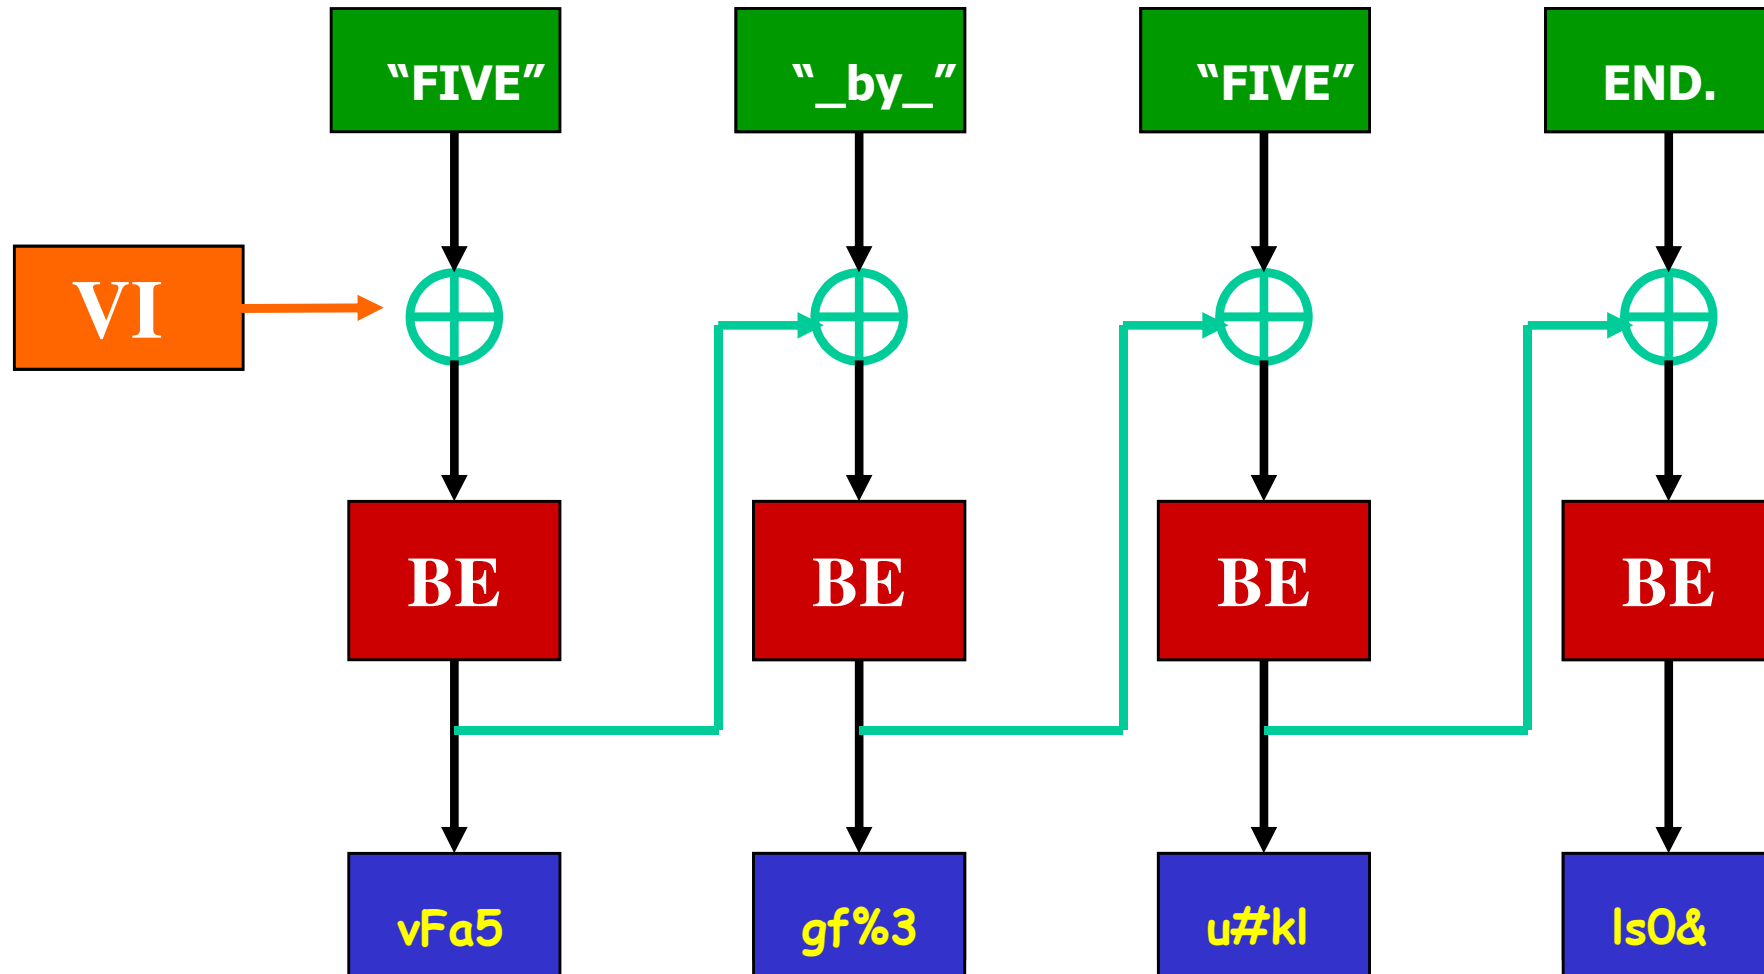 “FIVE”
“_by_”
“FIVE”
END.
VI
BE
BE
BE
BE
vFa5
gf%3
u#kl
ls0&